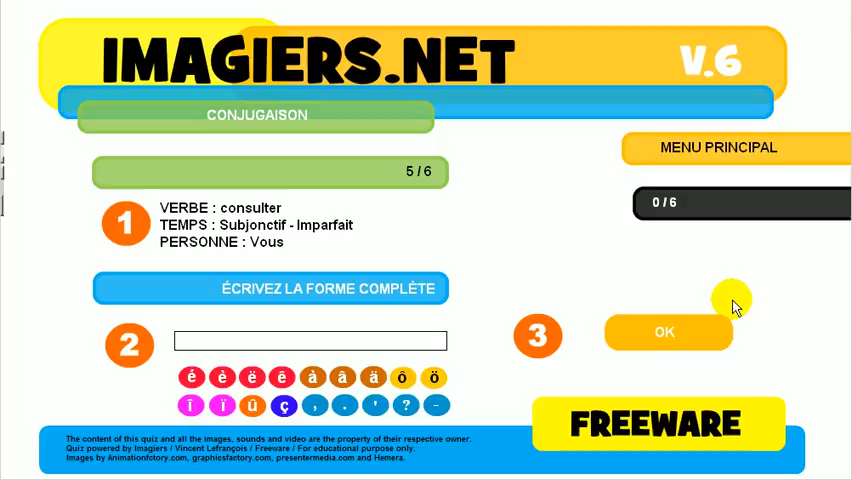 IMAGIERS.NET
V.6
CONJUGAISON
MENU PRINCIPAL
5 / 6
0 / 6
1
VERBE : consulter
TEMPS : Subjonctif - Imparfait
PERSONNE : Vous
ÉCRIVEZ LA FORME COMPLÈTE
2
3
OK
é è ë ê à â ä ô ö
î ï û ç , . ' ? -
FREEWARE
The content of this quiz and all the images, sounds and video are the property of their respective owner.
Quiz powered by Imagiers / Vincent Lefrançois / Freeware / For educational purpose only.
Images by Animationfctory.com, graphicsfactory.com, presentermedia.com and Hemera.